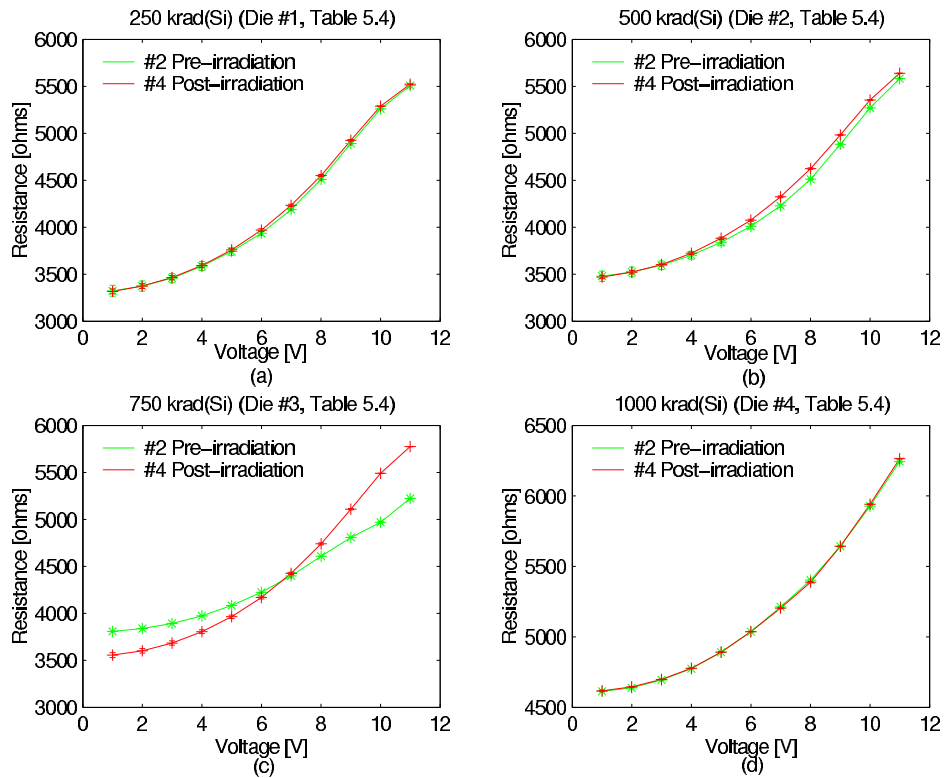 250 krad(Si) (Die #1, Table 5.4)
6000
5500
5000
4500
4000
3500
3000
Resistance [ohms]
#2 Pre−irradiation
#4 Post−irradiation
0 2 4 6 8 10 12
Voltage [V]
(a)
500 krad(Si) (Die #2, Table 5.4)
6000
5500
5000
4500
4000
3500
3000
Resistance [ohms]
#2 Pre−irradiation
#4 Post−irradiation
0 2 4 6 8 10 12
Voltage [V]
(b)
750 krad(Si) (Die #3, Table 5.4)
6000
5500
5000
4500
4000
3500
3000
Resistance [ohms]
#2 Pre−irradiation
#4 Post−irradiation
0 2 4 6 8 10 12
Voltage [V]
(c)
1000 krad(Si) (Die #4, Table 5.4)
6500
6000
5500
5000
4500
Resistance [ohms]
#2 Pre−irradiation
#4 Post−irradiation
0 2 4 6 8 10 12
Voltage [V]
(d)